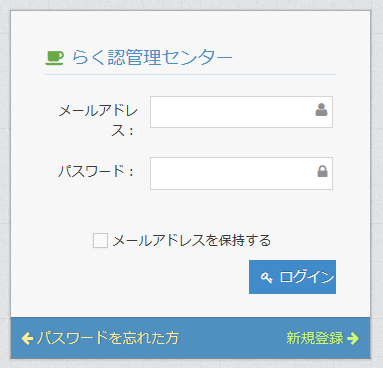 らく認管理センター
メールアドレ
ス：
パスワード：
メールアドレスを保持する
ログイン
パスワードを忘れた方
新規登録